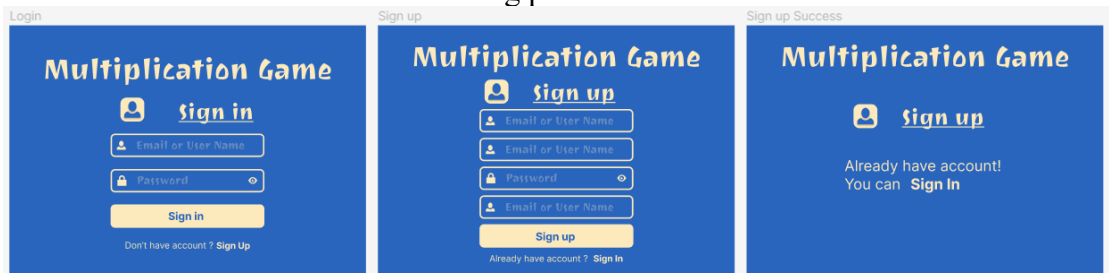 Login
Multiplication Game
Sign in
Email or User Name
Password
Sign in
Don't have account ? Sign Up
Sign up
Multiplication Game
Sign up
Email or User Name
Email or User Name
Password
Email or User Name
Sign up
Already have account ? Sign In
Sign up Success
Multiplication Game
Sign up
Already have account!
You can Sign In